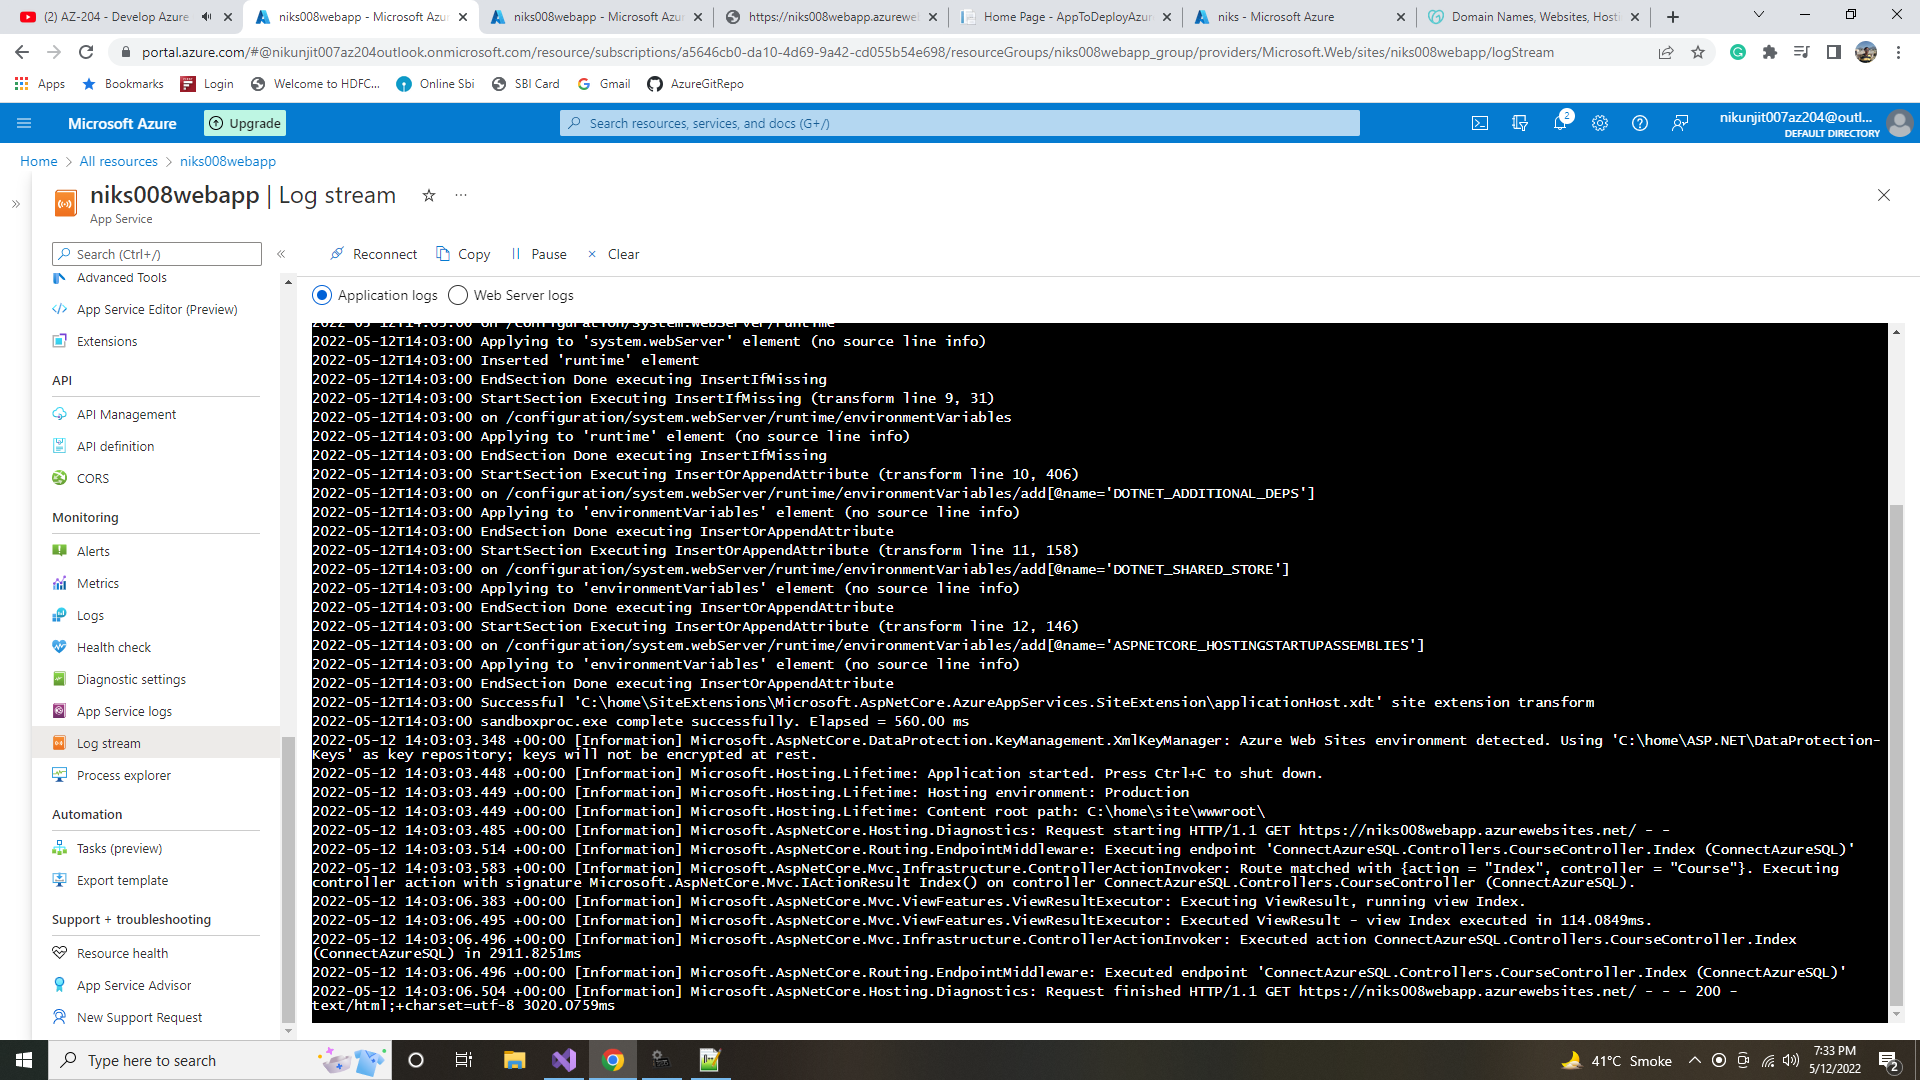 (2) AZ-204 - Develop Azure
niks008webapp - Microsoft Azu
niks008webapp - Microsoft Azu
https://niks008webapp.azurewe
Home Page - AppToDeployAzur
niks - Microsoft Azure
Domain Names, Websites, Hosti
portal.azure.com/#@nikunjit007az204outlook.onmicrosoft.com/resource/subscriptions/a5646cb0-da10-4d69-9a42-cd055b54e698/resourceGroups/niks008webapp_group/providers/Microsoft.Web/sites/niks008webapp/logStream
Apps
Bookmarks
Login
Welcome to HDFC...
Online Sbi
SBI Card
Gmail
AzureGitRepo
Microsoft Azure
Upgrade
Search resources, services, and docs (G+/)
2
nikunjit007az204@outl...
DEFAULT DIRECTORY
Home > All resources > niks008webapp
niks008webapp | Log stream
App Service
Search (Ctrl+/)
Reconnect
Copy
Pause
Clear
Advanced Tools
App Service Editor (Preview)
Extensions
API
API Management
API definition
CORS
Monitoring
Alerts
Metrics
Logs
Health check
Diagnostic settings
App Service logs
Log stream
Process explorer
Automation
Tasks (preview)
Export template
Support + troubleshooting
Resource health
App Service Advisor
New Support Request
Application logs
Web Server logs
2022-05-12T14:03:00 on /configuration/system.webServer/runtime
2022-05-12T14:03:00 Applying to 'system.webServer' element (no source line info)
2022-05-12T14:03:00 Inserted 'runtime' element
2022-05-12T14:03:00 EndSection Done executing InsertIfMissing
2022-05-12T14:03:00 StartSection Executing InsertIfMissing (transform line 9, 31)
2022-05-12T14:03:00 on /configuration/system.webServer/runtime/environmentVariables
2022-05-12T14:03:00 Applying to 'runtime' element (no source line info)
2022-05-12T14:03:00 EndSection Done executing InsertIfMissing
2022-05-12T14:03:00 StartSection Executing InsertOrAppendAttribute (transform line 10, 406)
2022-05-12T14:03:00 on /configuration/system.webServer/runtime/environmentVariables/add[@name='DOTNET_ADDITIONAL_DEPS']
2022-05-12T14:03:00 Applying to 'environmentVariables' element (no source line info)
2022-05-12T14:03:00 EndSection Done executing InsertOrAppendAttribute
2022-05-12T14:03:00 StartSection Executing InsertOrAppendAttribute (transform line 11, 158)
2022-05-12T14:03:00 on /configuration/system.webServer/runtime/environmentVariables/add[@name='DOTNET_SHARED_STORE']
2022-05-12T14:03:00 Applying to 'environmentVariables' element (no source line info)
2022-05-12T14:03:00 EndSection Done executing InsertOrAppendAttribute
2022-05-12T14:03:00 StartSection Executing InsertOrAppendAttribute (transform line 12, 146)
2022-05-12T14:03:00 on /configuration/system.webServer/runtime/environmentVariables/add[@name='ASPNETCORE_HOSTINGSTARTUPASSEMBLIES']
2022-05-12T14:03:00 Applying to 'environmentVariables' element (no source line info)
2022-05-12T14:03:00 EndSection Done executing InsertOrAppendAttribute
2022-05-12T14:03:00 Successful 'C:\home\SiteExtensions\Microsoft.AspNetCore.AzureAppServices.SiteExtension\applicationHost.xdt' site extension transform
2022-05-12T14:03:00 sandboxproc.exe complete successfully. Elapsed = 560.00 ms
2022-05-12 14:03:03.348 +00:00 [Information] Microsoft.AspNetCore.DataProtection.KeyManagement.XmlKeyManager: Azure Web Sites environment detected. Using 'C:\home\ASP.NET\DataProtection-
Keys' as key repository; keys will not be encrypted at rest.
2022-05-12 14:03:03.448 +00:00 [Information] Microsoft.Hosting.Lifetime: Application started. Press Ctrl+C to shut down.
2022-05-12 14:03:03.449 +00:00 [Information] Microsoft.Hosting.Lifetime: Hosting environment: Production
2022-05-12 14:03:03.449 +00:00 [Information] Microsoft.Hosting.Lifetime: Content root path: C:\home\site\wwwroot\
2022-05-12 14:03:03.485 +00:00 [Information] Microsoft.AspNetCore.Hosting.Diagnostics: Request starting HTTP/1.1 GET https://niks008webapp.azurewebsites.net/ - -
2022-05-12 14:03:03.514 +00:00 [Information] Microsoft.AspNetCore.Routing.EndpointMiddleware: Executing endpoint 'ConnectAzureSQL.Controllers.CourseController.Index (ConnectAzureSQL)'
2022-05-12 14:03:03.583 +00:00 [Information] Microsoft.AspNetCore.Mvc.Infrastructure.ControllerActionInvoker: Route matched with {action = "Index", controller = "Course"}. Executing
controller action with signature Microsoft.AspNetCore.Mvc.IActionResult Index() on controller ConnectAzureSQL.Controllers.CourseController (ConnectAzureSQL).
2022-05-12 14:03:06.383 +00:00 [Information] Microsoft.AspNetCore.Mvc.ViewFeatures.ViewResultExecutor: Executing ViewResult, running view Index.
2022-05-12 14:03:06.495 +00:00 [Information] Microsoft.AspNetCore.Mvc.ViewFeatures.ViewResultExecutor: Executed ViewResult - view Index executed in 114.0849ms.
2022-05-12 14:03:06.496 +00:00 [Information] Microsoft.AspNetCore.Mvc.Infrastructure.ControllerActionInvoker: Executed action ConnectAzureSQL.Controllers.CourseController.Index
(ConnectAzureSQL) in 2911.8251ms
2022-05-12 14:03:06.496 +00:00 [Information] Microsoft.AspNetCore.Routing.EndpointMiddleware: Executed endpoint 'ConnectAzureSQL.Controllers.CourseController.Index (ConnectAzureSQL)'
2022-05-12 14:03:06.504 +00:00 [Information] Microsoft.AspNetCore.Hosting.Diagnostics: Request finished HTTP/1.1 GET https://niks008webapp.azurewebsites.net/ - - - 200 -
text/html;+charset=utf-8 3020.0759ms
Type here to search
41°C Smoke
7:33 PM
5/12/2022
2